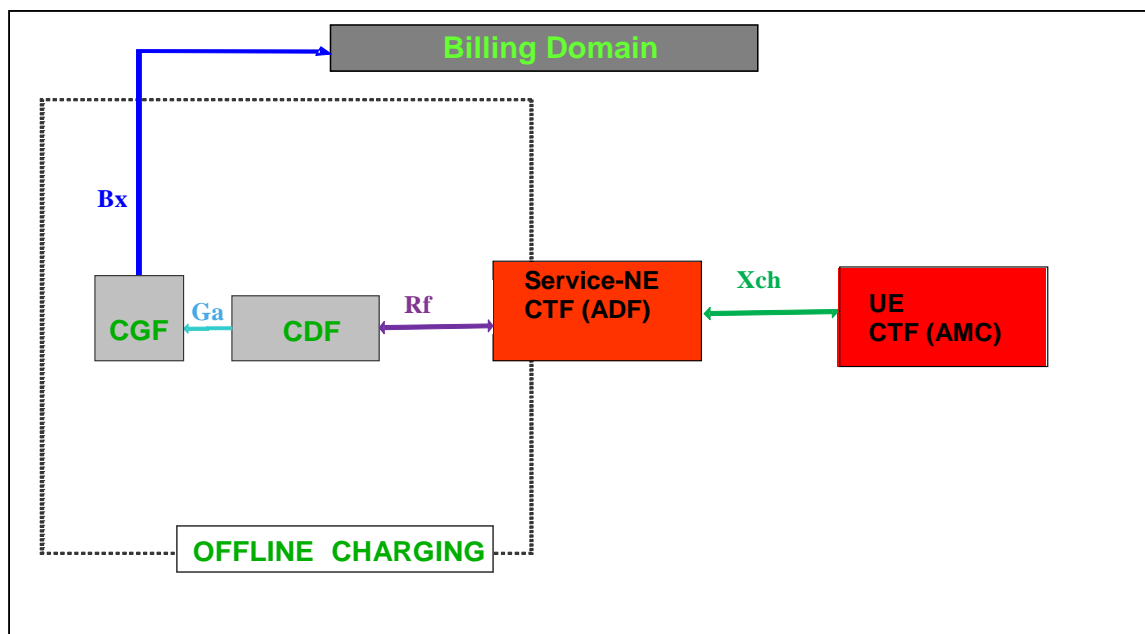 Billing Domain
Bx
CGF
Ga
CDF
Rf
Service-NE
CTF (ADF)
Xch
UE
CTF (AMC)
OFFLINE CHARGING